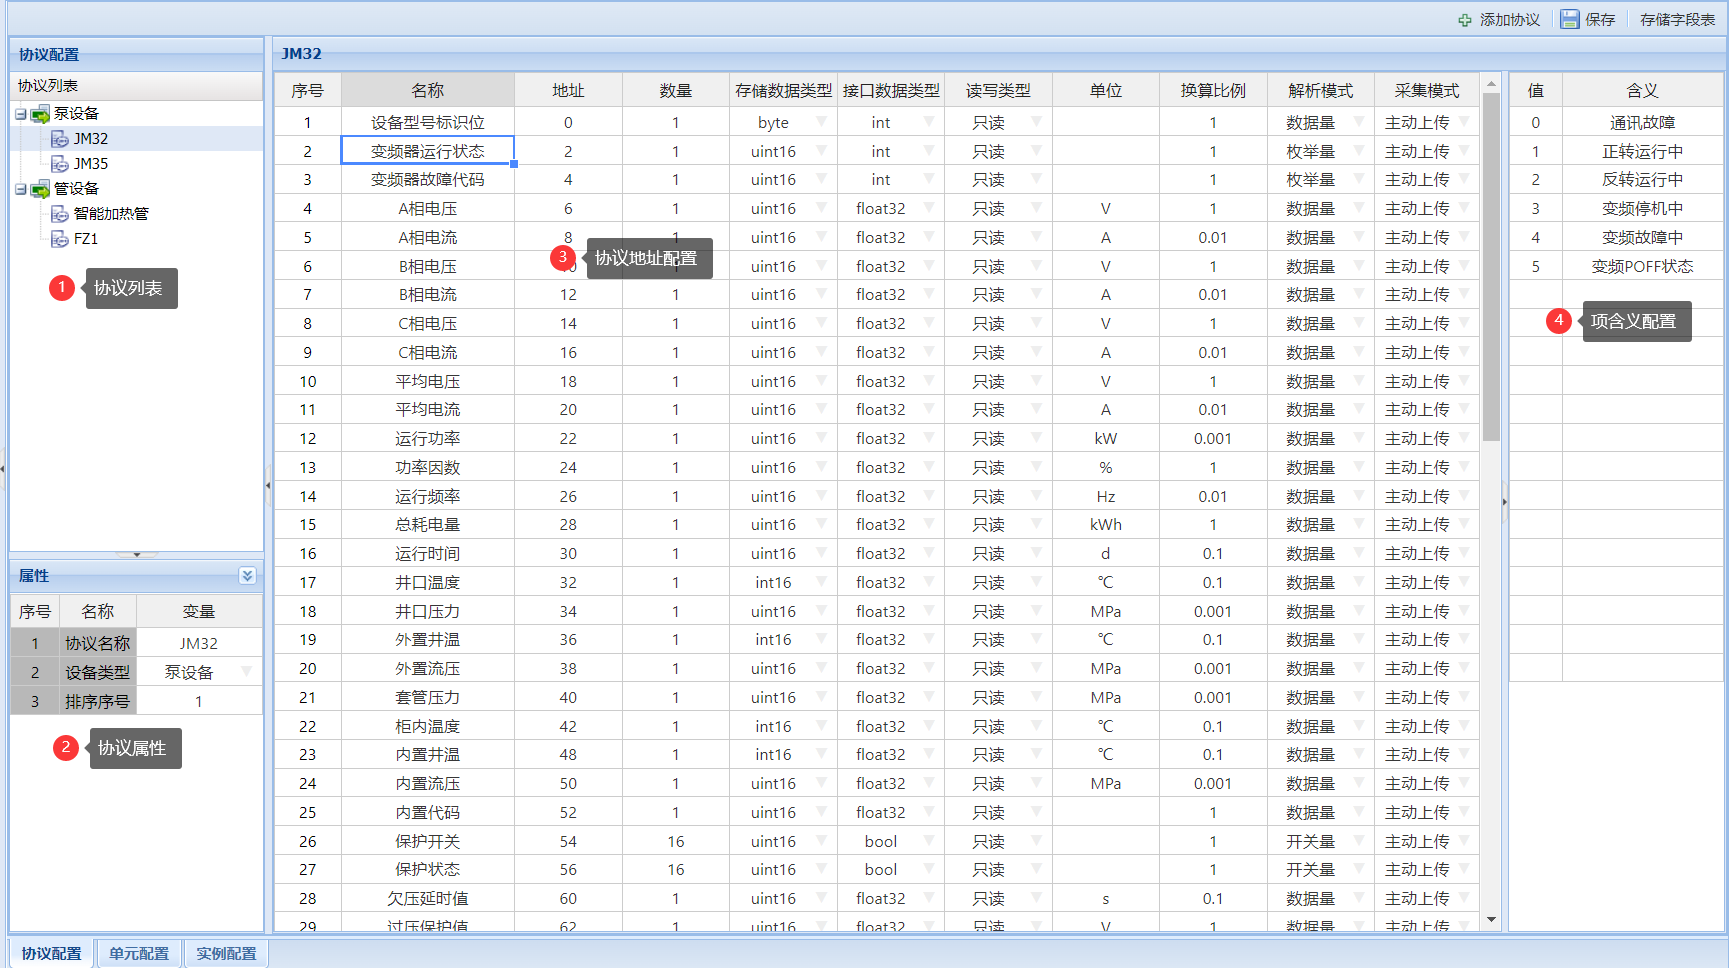 添加协议 保存 存储字段表
协议配置
协议列表
泵设备
JM32
JM35
管设备
智能加热管
FZ1
1 协议列表
属性
序号 名称 变量
1 协议名称 JM32
2 设备类型 泵设备
3 排序序号 1
2 协议属性
JM32
序号 名称 地址 数量 存储数据类型 接口数据类型 读写类型 单位 换算比例 解析模式 采集模式
1 设备型号标识位 0 1 byte int 只读 1 数据量 主动上传
2 变频器运行状态 2 1 uint16 int 只读 1 枚举量 主动上传
3 变频器故障代码 4 1 uint16 int 只读 1 枚举量 主动上传
4 A相电压 6 1 uint16 float32 只读 V 1 数据量 主动上传
5 A相电流 8 1 uint16 float32 只读 A 0.01 数据量 主动上传
3 协议地址配置
6 B相电压 uint16 float32 只读 V 1 数据量 主动上传
7 B相电流 12 1 uint16 float32 只读 A 0.01 数据量 主动上传
8 C相电压 14 1 uint16 float32 只读 V 1 数据量 主动上传
9 C相电流 16 1 uint16 float32 只读 A 0.01 数据量 主动上传
10 平均电压 18 1 uint16 float32 只读 V 1 数据量 主动上传
11 平均电流 20 1 uint16 float32 只读 A 0.01 数据量 主动上传
12 运行功率 22 1 uint16 float32 只读 kW 0.001 数据量 主动上传
13 功率因数 24 1 uint16 float32 只读 % 1 数据量 主动上传
14 运行频率 26 1 uint16 float32 只读 Hz 0.01 数据量 主动上传
15 总耗电量 28 1 uint16 float32 只读 kWh 1 数据量 主动上传
16 运行时间 30 1 uint16 float32 只读 d 0.1 数据量 主动上传
17 井口温度 32 1 int16 float32 只读 ℃ 0.1 数据量 主动上传
18 井口压力 34 1 uint16 float32 只读 MPa 0.001 数据量 主动上传
19 外置井温 36 1 int16 float32 只读 ℃ 0.1 数据量 主动上传
20 外置流压 38 1 uint16 float32 只读 MPa 0.001 数据量 主动上传
21 套管压力 40 1 uint16 float32 只读 MPa 0.001 数据量 主动上传
22 柜内温度 42 1 int16 float32 只读 ℃ 0.1 数据量 主动上传
23 内置井温 48 1 int16 float32 只读 ℃ 0.1 数据量 主动上传
24 内置流压 50 1 uint16 float32 只读 MPa 0.001 数据量 主动上传
25 内置代码 52 1 uint16 float32 只读 1 数据量 主动上传
26 保护开关 54 16 uint16 bool 只读 1 开关量 主动上传
27 保护状态 56 16 uint16 bool 只读 1 开关量 主动上传
28 欠压延时值 60 1 uint16 float32 只读 s 0.1 数据量 主动上传
29 过压保护值 62 1 uint16 float32 只读 V 1 数据量 主动上传
值 含义
0 通讯故障
1 正转运行中
2 反转运行中
3 变频停机中
4 变频故障中
5 变频POFF状态
4 项含义配置
协议配置 单元配置 实例配置